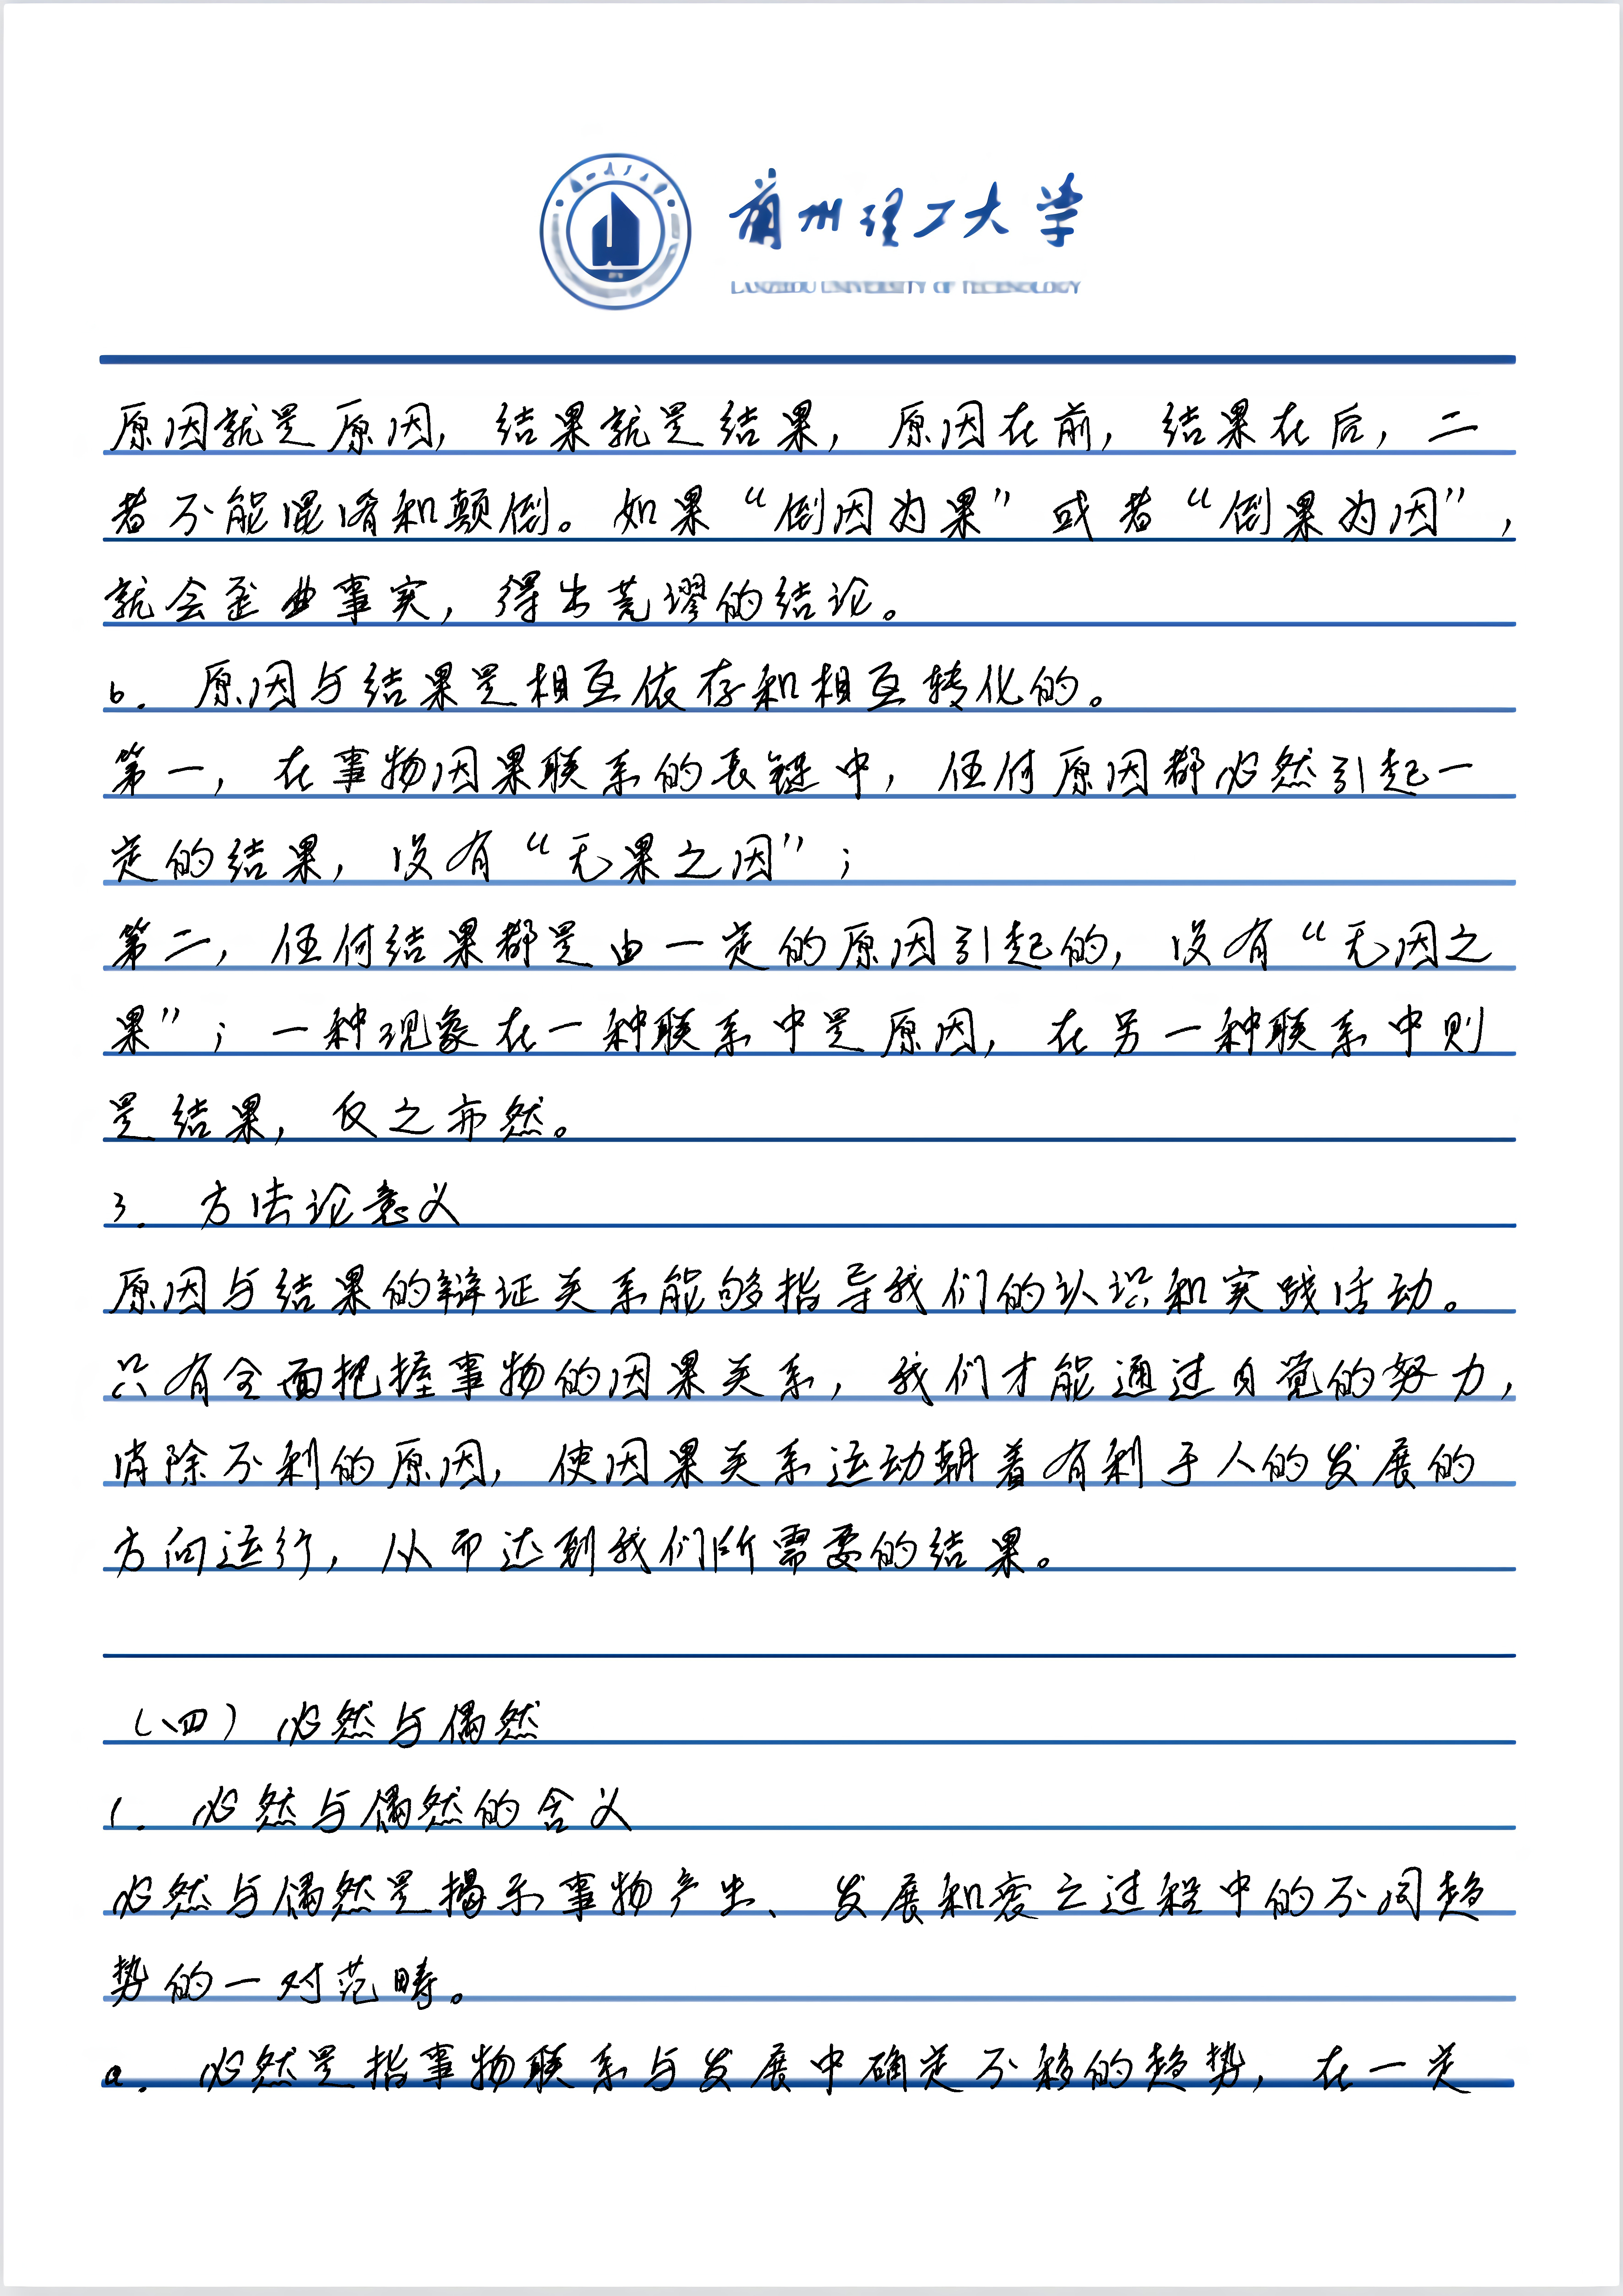 兰州理工大学
LANZHOU UNIVERSITY OF TECHNOLOGY
原因就是原因，结果就是结果，原因在前，结果在后，二
者不能混淆和颠倒。如果“倒因为果”或者“倒果为因”，
就会歪曲事实，得出荒谬的结论。
b. 原因与结果是相互依存和相互转化的。
第一，在事物因果联系的长链中，任何原因都必然引起一
定的结果，没有“无果之因”；
第二，任何结果都是由一定的原因引起的，没有“无因之
果”；一种现象在一种联系中是原因，在另一种联系中则
是结果，反之亦然。
3. 方法论意义
原因与结果的辩证关系能够指导我们的认识和实践活动。
只有全面把握事物的因果关系，我们才能通过自觉的努力，
消除不利的原因，使因果关系运动朝着有利于人的发展的
方向运行，从而达到我们所需要的结果。
（四）必然与偶然
1. 必然与偶然的含义
必然与偶然是揭示事物产生、发展和衰亡过程中的不同趋
势的一对范畴。
a. 必然是指事物联系与发展中确定不移的趋势，在一定